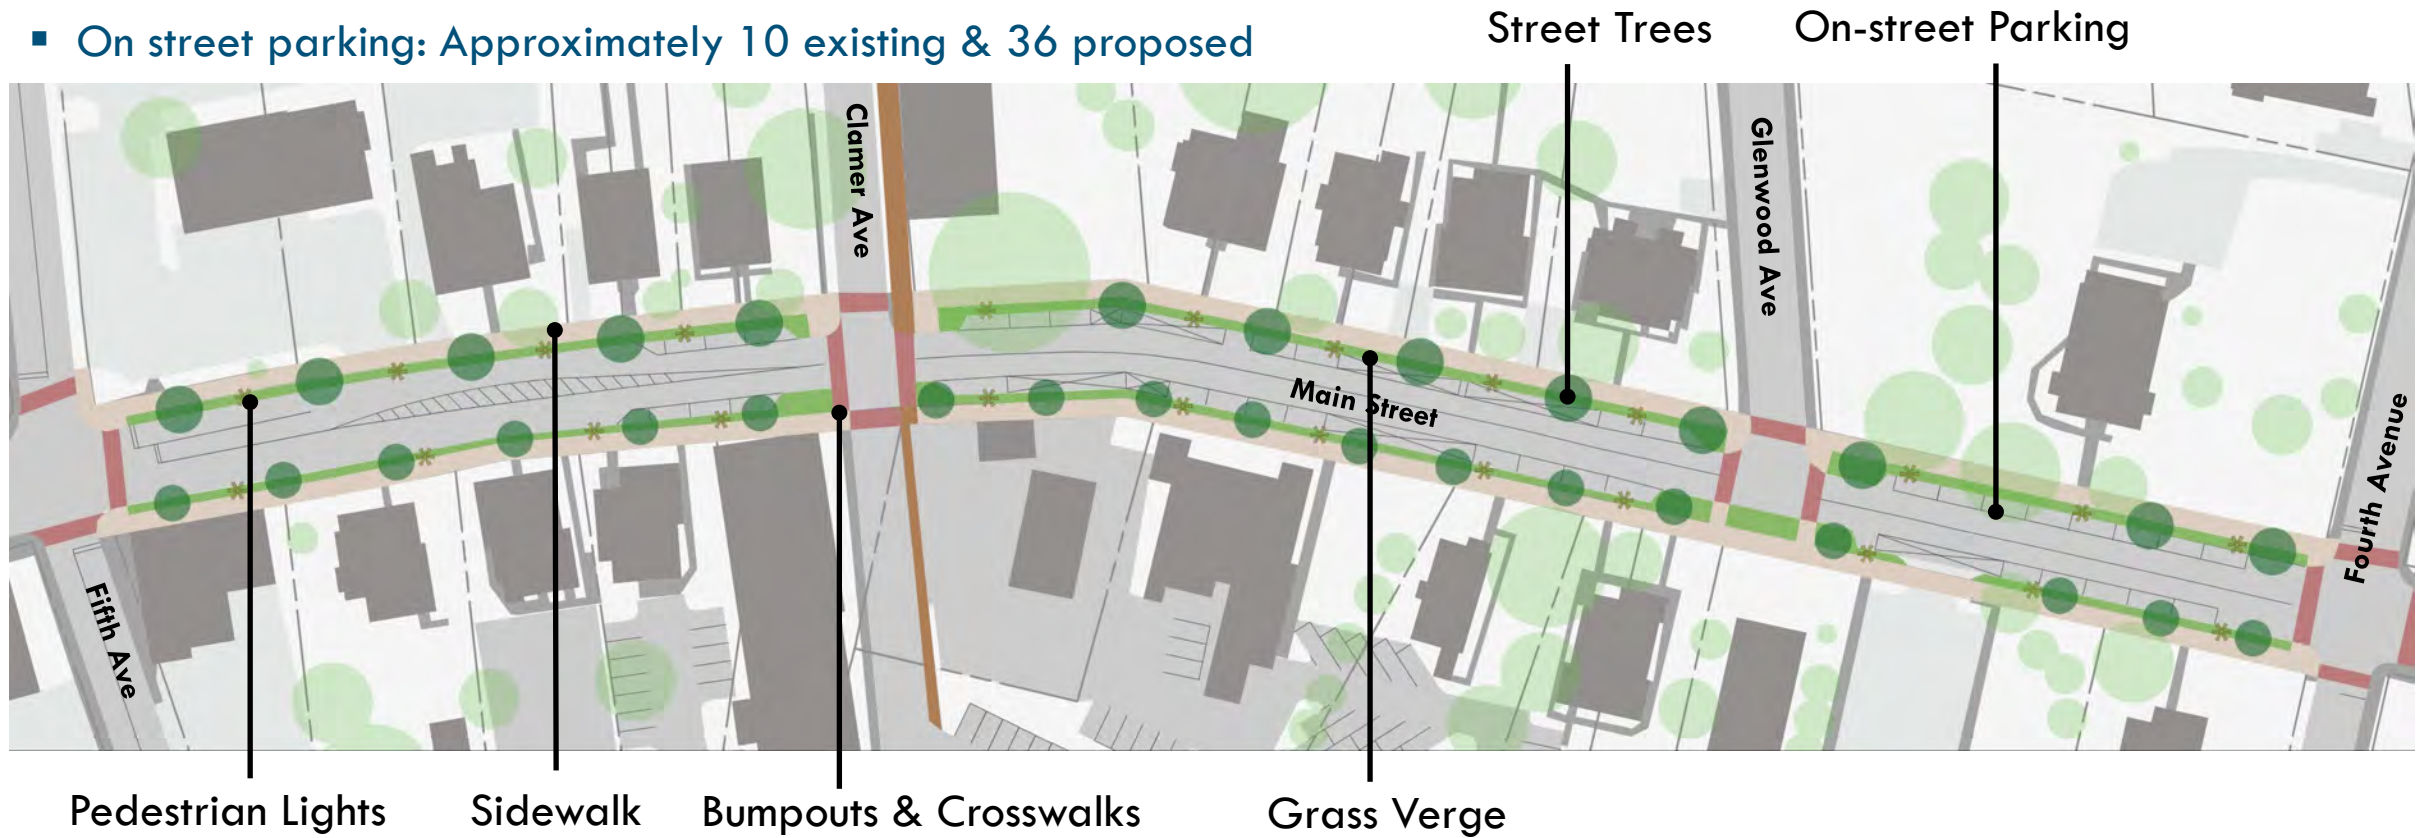 ▪ On street parking: Approximately 10 existing & 36 proposed
Street Trees
On-street Parking
Clamer Ave
Glenwood Ave
Main Street
Fourth Avenue
Fifth Ave
Pedestrian Lights
Sidewalk
Bumpouts & Crosswalks
Grass Verge